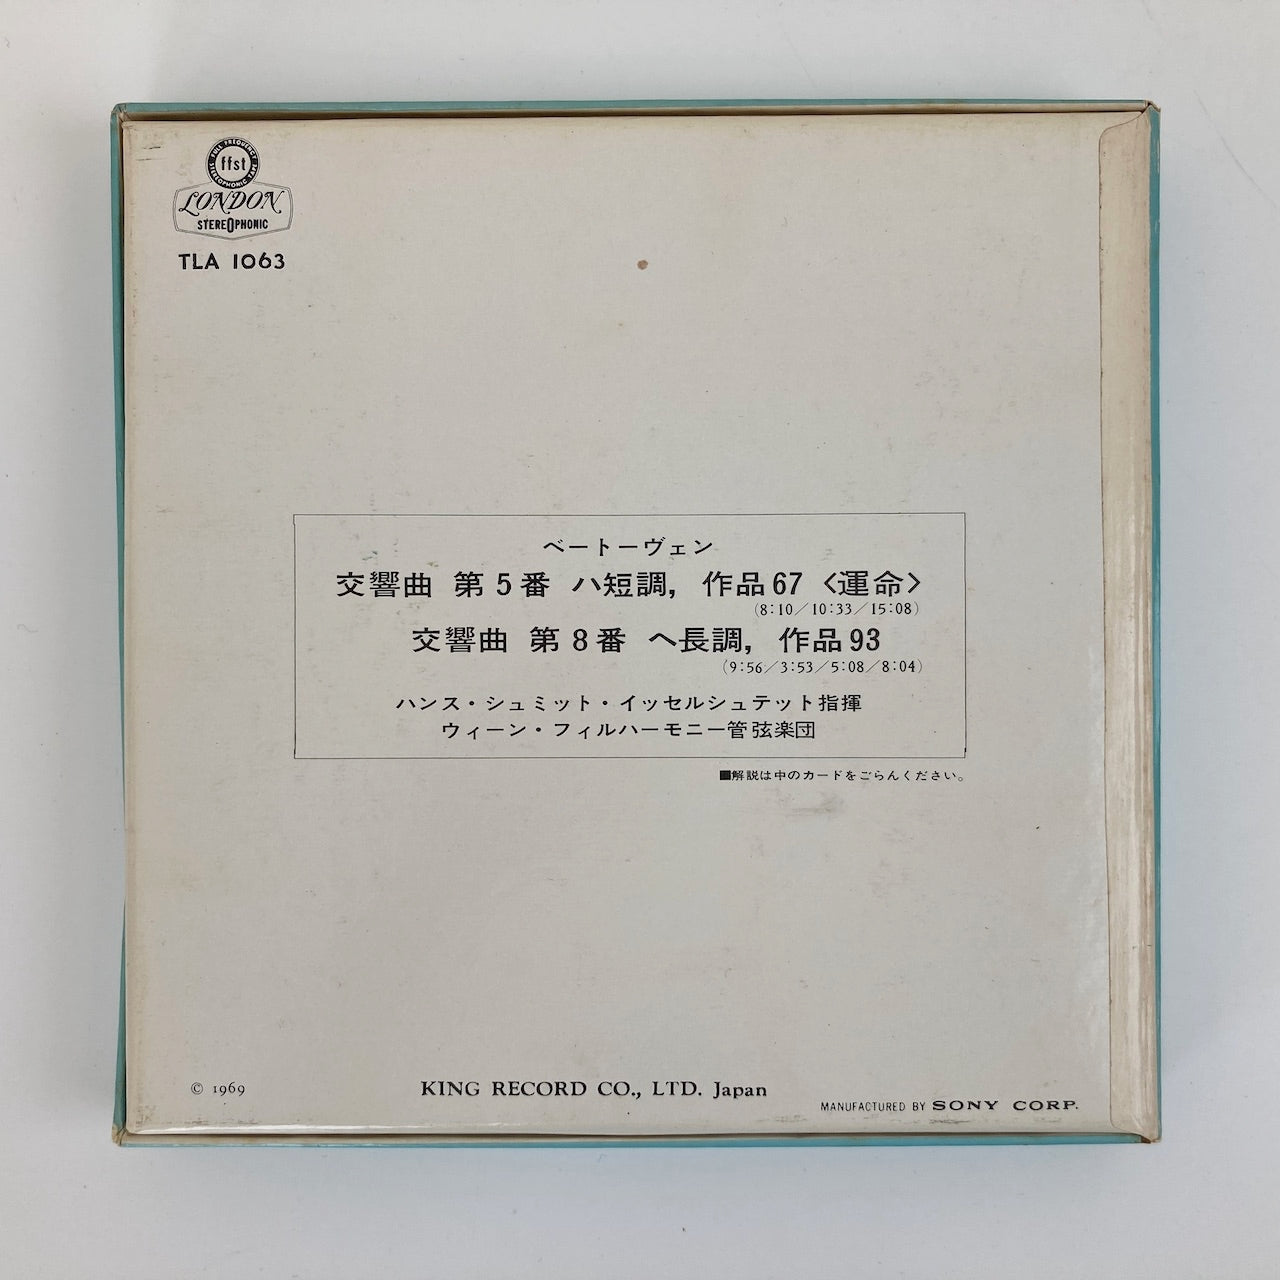 FULL FREQUENCY
ffst
STEREOPHONIC TAPE
LONDON
STEREOPHONIC
TLA 1063
ベートーヴェン
交響曲 第5番 ハ短調, 作品67 〈運命〉
(8:10/10:33/15:08)
交響曲 第8番 ヘ長調, 作品93
(9:56/3:53/5:08/8:04)
ハンス・シュミット・イッセルシュテット指揮
ウィーン・フィルハーモニー管弦楽団
■解説は中のカードをごらんください。
© 1969
KING RECORD CO., LTD. Japan
MANUFACTURED BY SONY CORP.